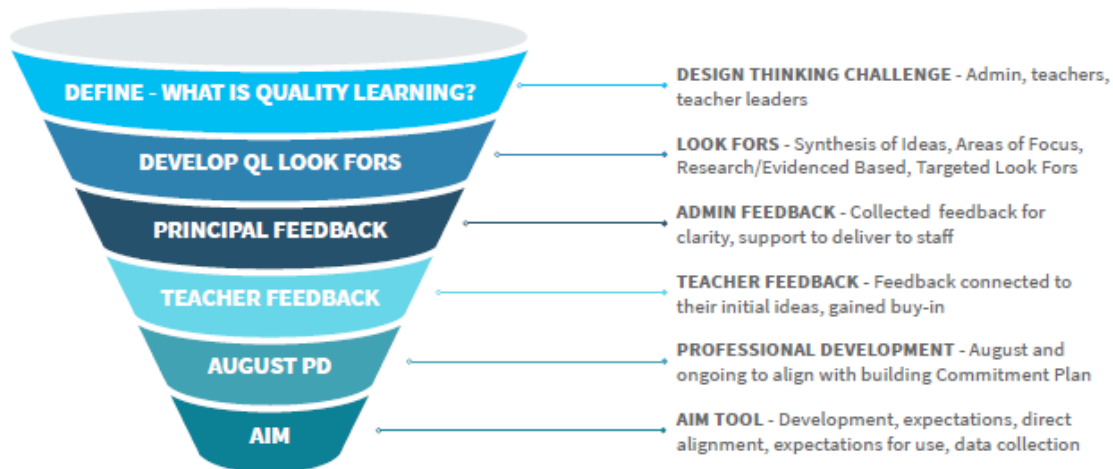 DEFINE - WHAT IS QUALITY LEARNING?
DESIGN THINKING CHALLENGE - Admin, teachers,
teacher leaders
DEVELOP QL LOOK FORS
LOOK FORS - Synthesis of Ideas, Areas of Focus,
Research/Evidenced Based, Targeted Look Fors
PRINCIPAL FEEDBACK
ADMIN FEEDBACK - Collected feedback for
clarity, support to deliver to staff
TEACHER FEEDBACK
TEACHER FEEDBACK - Feedback connected to
their initial ideas, gained buy-in
AUGUST PD
PROFESSIONAL DEVELOPMENT - August and
ongoing to align with building Commitment Plan
AIM
AIM TOOL - Development, expectations, direct
alignment, expectations for use, data collection